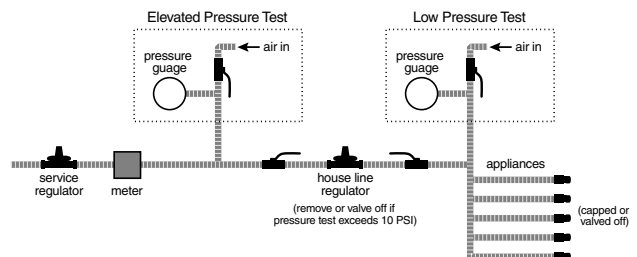 Elevated Pressure Test
Low Pressure Test
pressure
guage
air in
pressure
guage
air in
service
regulator
meter
house line
regulator
(remove or valve off if
pressure test exceeds 10 PSI)
appliances
(capped or
valved off)